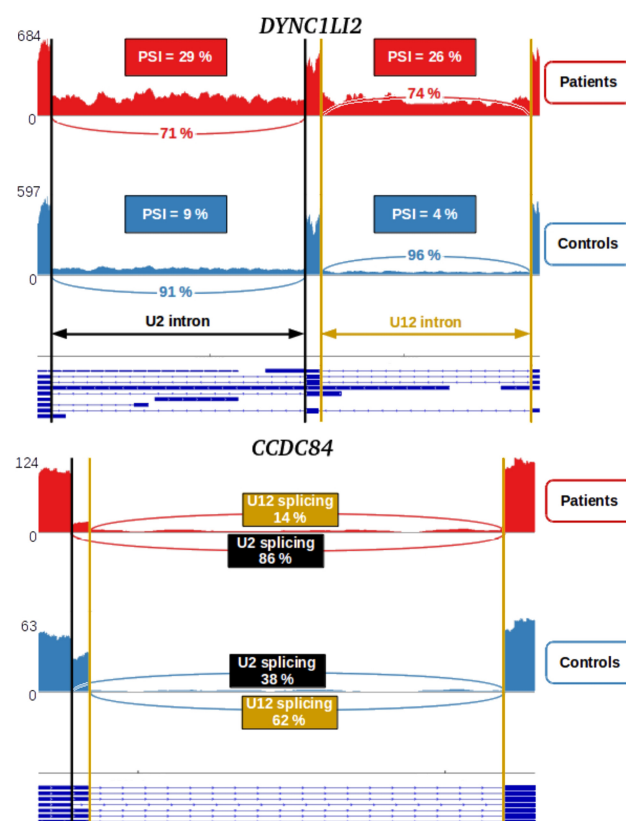 DYNC1LI2
684
PSI = 29 %
PSI = 26 %
Patients
74 %
0
71 %
597
PSI = 9 %
PSI = 4 %
Controls
96 %
0
91 %
U2 intron
U12 intron
CCDC84
124
U12 splicing
14 %
Patients
0
U2 splicing
86 %
63
U2 splicing
38 %
Controls
0
U12 splicing
62 %